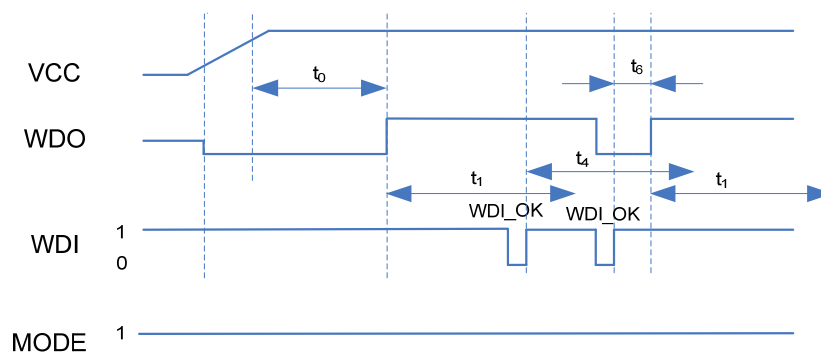 VCC
t0
t6
WDO
t4
t1
t1
WDI_OK
WDI_OK
WDI
1
0
MODE
1